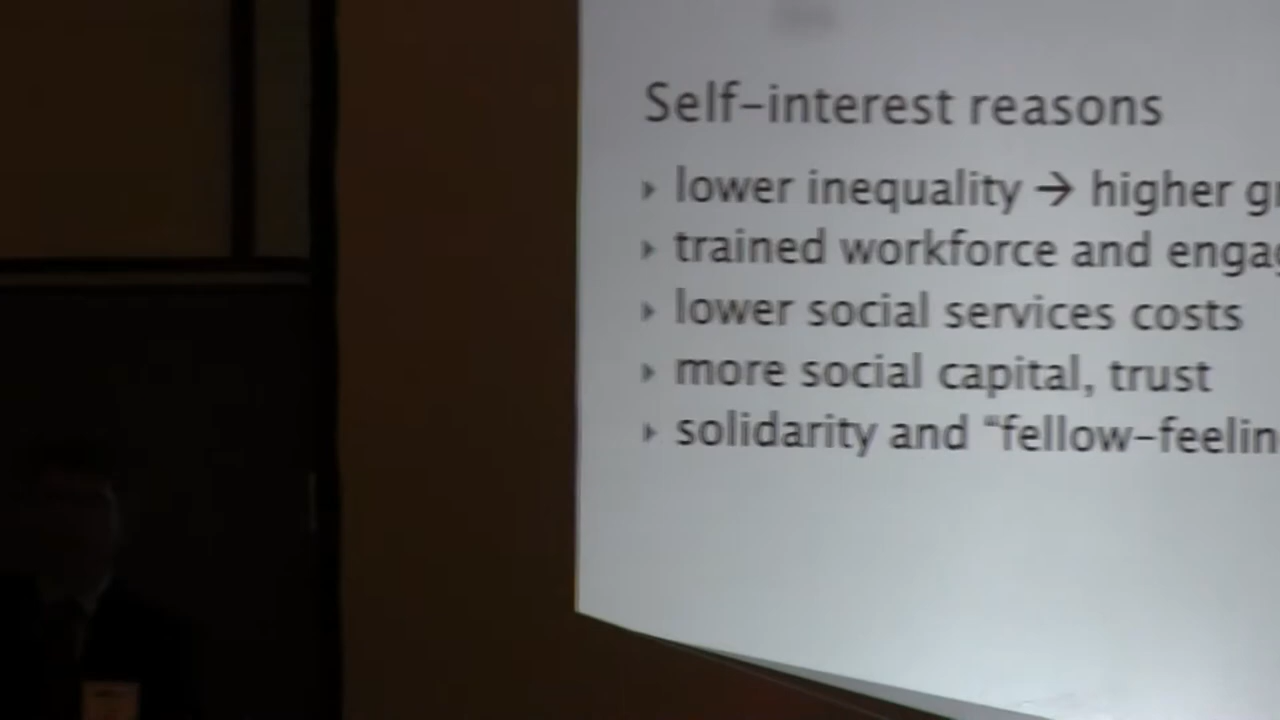 Self-interest reasons
lower inequality → higher
trained workforce and
lower social services costs
more social capital, trust
solidarity and